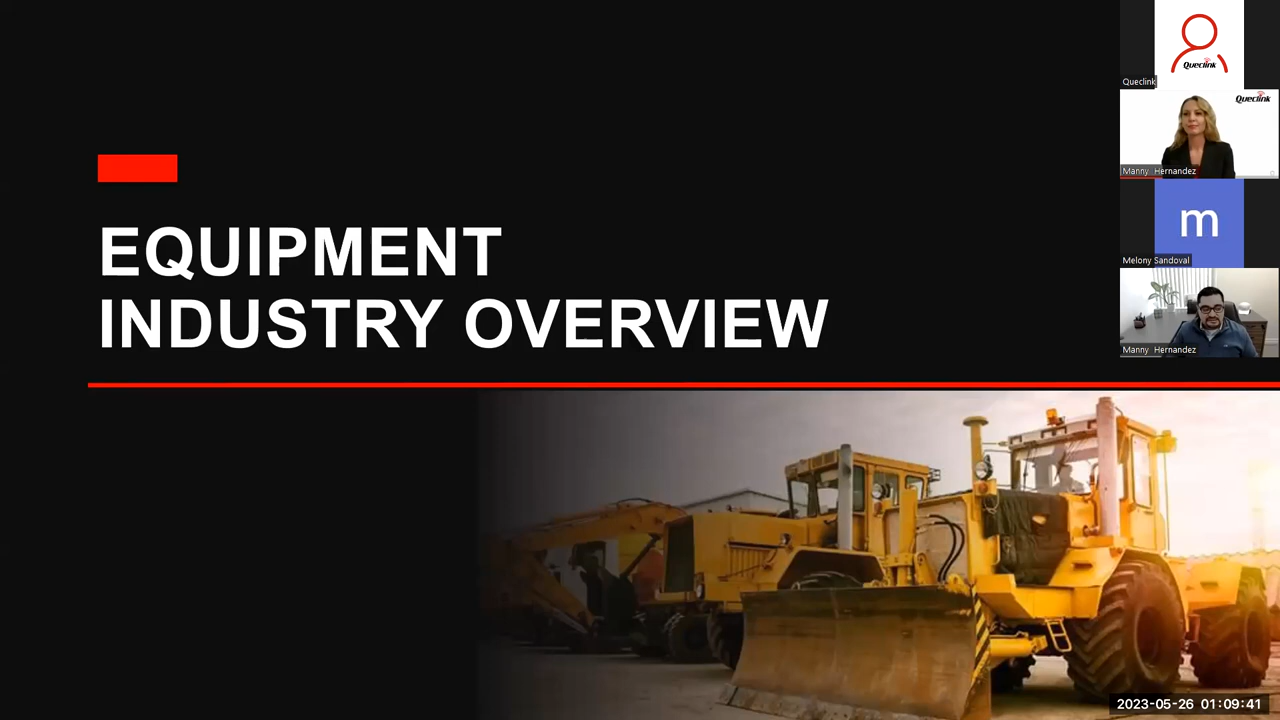 EQUIPMENT
INDUSTRY OVERVIEW
Queclink
Queclink
Queclink
Manny Hernandez
m
Melony Sandoval
Manny Hernandez
2023-05-26 01:09:41